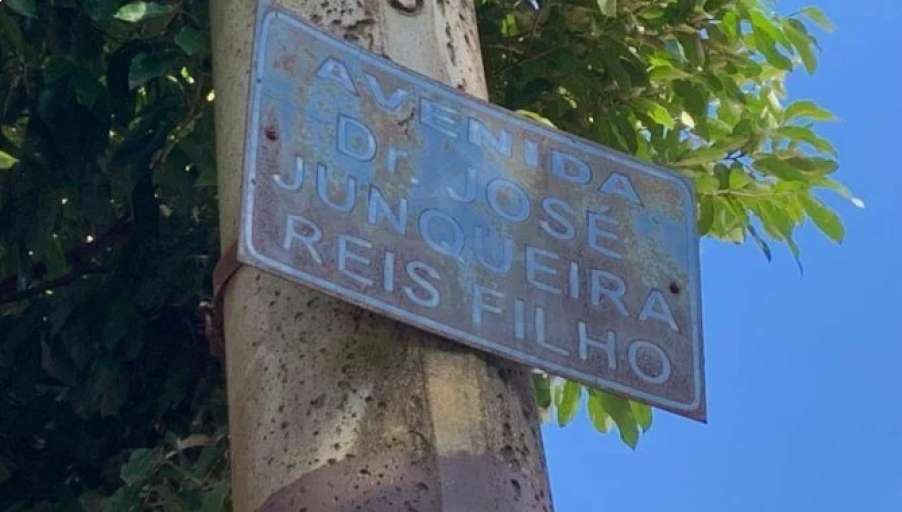 AVENIDA
Dr. JOSÉ
JUNQUEIRA
REIS FILHO